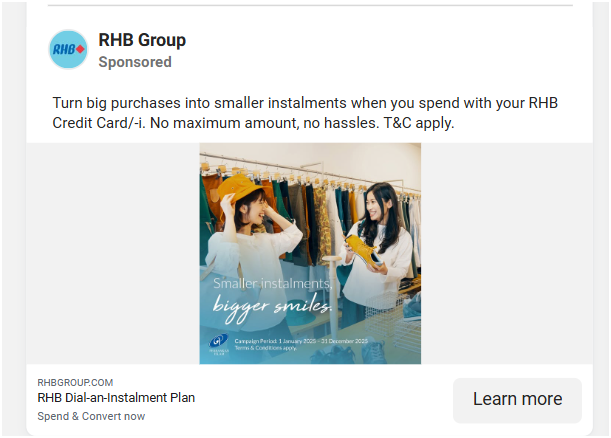 RHB Group
RHB
Sponsored
Turn big purchases into smaller instalments when you spend with your RHB
Credit Card/-i. No maximum amount, no hassles. T&C apply.
Smaller instalments,
bigger smiles.
Campaign Period: 1 January 2025 - 31 December 2025
Terms & Conditions apply.
RHBGROUP.COM
RHB Dial-an-Instalment Plan
Spend & Convert now
Learn more